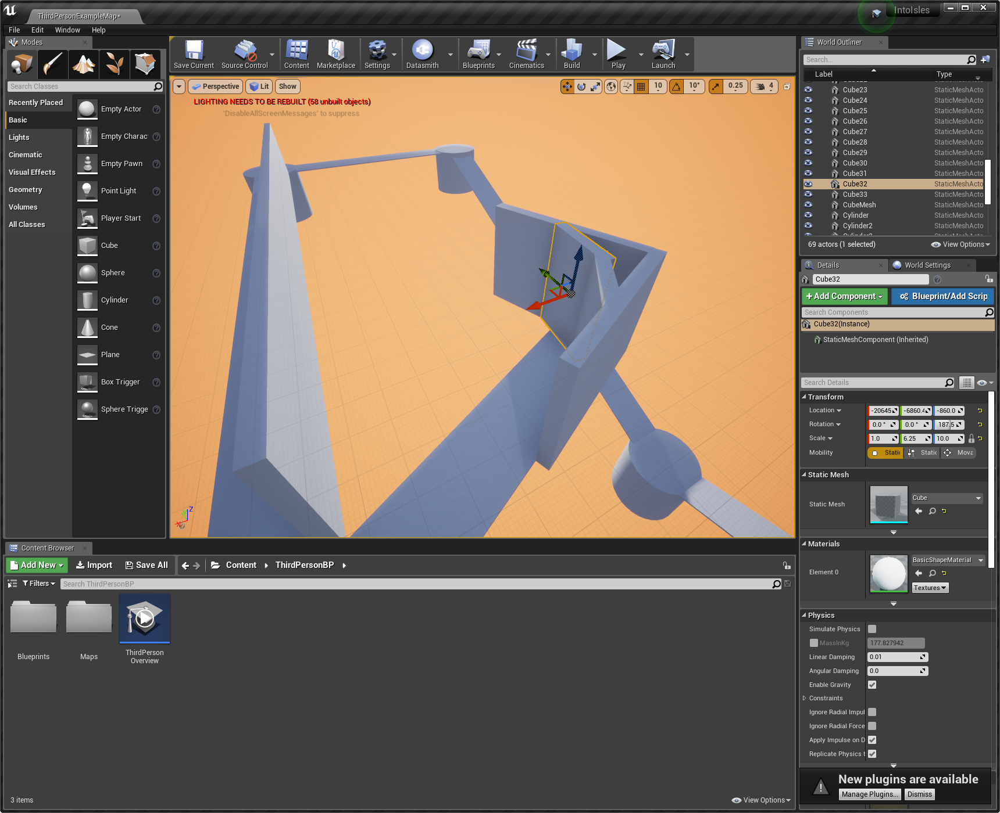 ThirdPersonExampleMap*
IntoIsles
File Edit Window Help
Modes
Save Current
Source Control
Content
Marketplace
Settings
Datasmith
Blueprints
Cinematics
Build
Play
Launch
Search Classes
Recently Placed
Basic
Lights
Cinematic
Visual Effects
Geometry
Volumes
All Classes
Empty Actor
Empty Charac
Empty Pawn
Point Light
Player Start
Cube
Sphere
Cylinder
Cone
Plane
Box Trigger
Sphere Trigge
Perspective
Lit
Show
10
10°
0.25
4
LIGHTING NEEDS TO BE REBUILT (58 unbuilt objects)
'DisableAllScreenMessages' to suppress
Z
World Outliner
Search...
Label Type
Cube23 StaticMeshActo
Cube24 StaticMeshActo
Cube25 StaticMeshActo
Cube26 StaticMeshActo
Cube27 StaticMeshActo
Cube28 StaticMeshActo
Cube29 StaticMeshActo
Cube30 StaticMeshActo
Cube31 StaticMeshActo
Cube32 StaticMeshActo
Cube33 StaticMeshActo
CubeMesh StaticMeshActo
Cylinder StaticMeshActo
Cylinder2 StaticMeshActo
69 actors (1 selected)
View Options
Details
World Settings
Cube32
+Add Component
Blueprint/Add Scrip
Search Components
Cube32(Instance)
StaticMeshComponent (Inherited)
Search Details
Transform
Location -20645 -6860.4 -860.0
Rotation 0.0 ° 0.0 ° 187.5
Scale 1.0 6.25 10.0
Mobility Static Static Mova
Static Mesh
Static Mesh
Cube
Materials
Element 0
BasicShapeMaterial
Textures
Physics
Simulate Physics
MassInKg 177.827942
Linear Damping 0.01
Angular Damping 0.0
Enable Gravity
Constraints
Ignore Radial Impul
Ignore Radial Force
Apply Impulse on D
Replicate Physics t
New plugins are available
Manage Plugins...
Dismiss
Content Browser
Add New
Import
Save All
Content
ThirdPersonBP
Filters
Search ThirdPersonBP
Blueprints
Maps
ThirdPerson
Overview
3 items
View Options